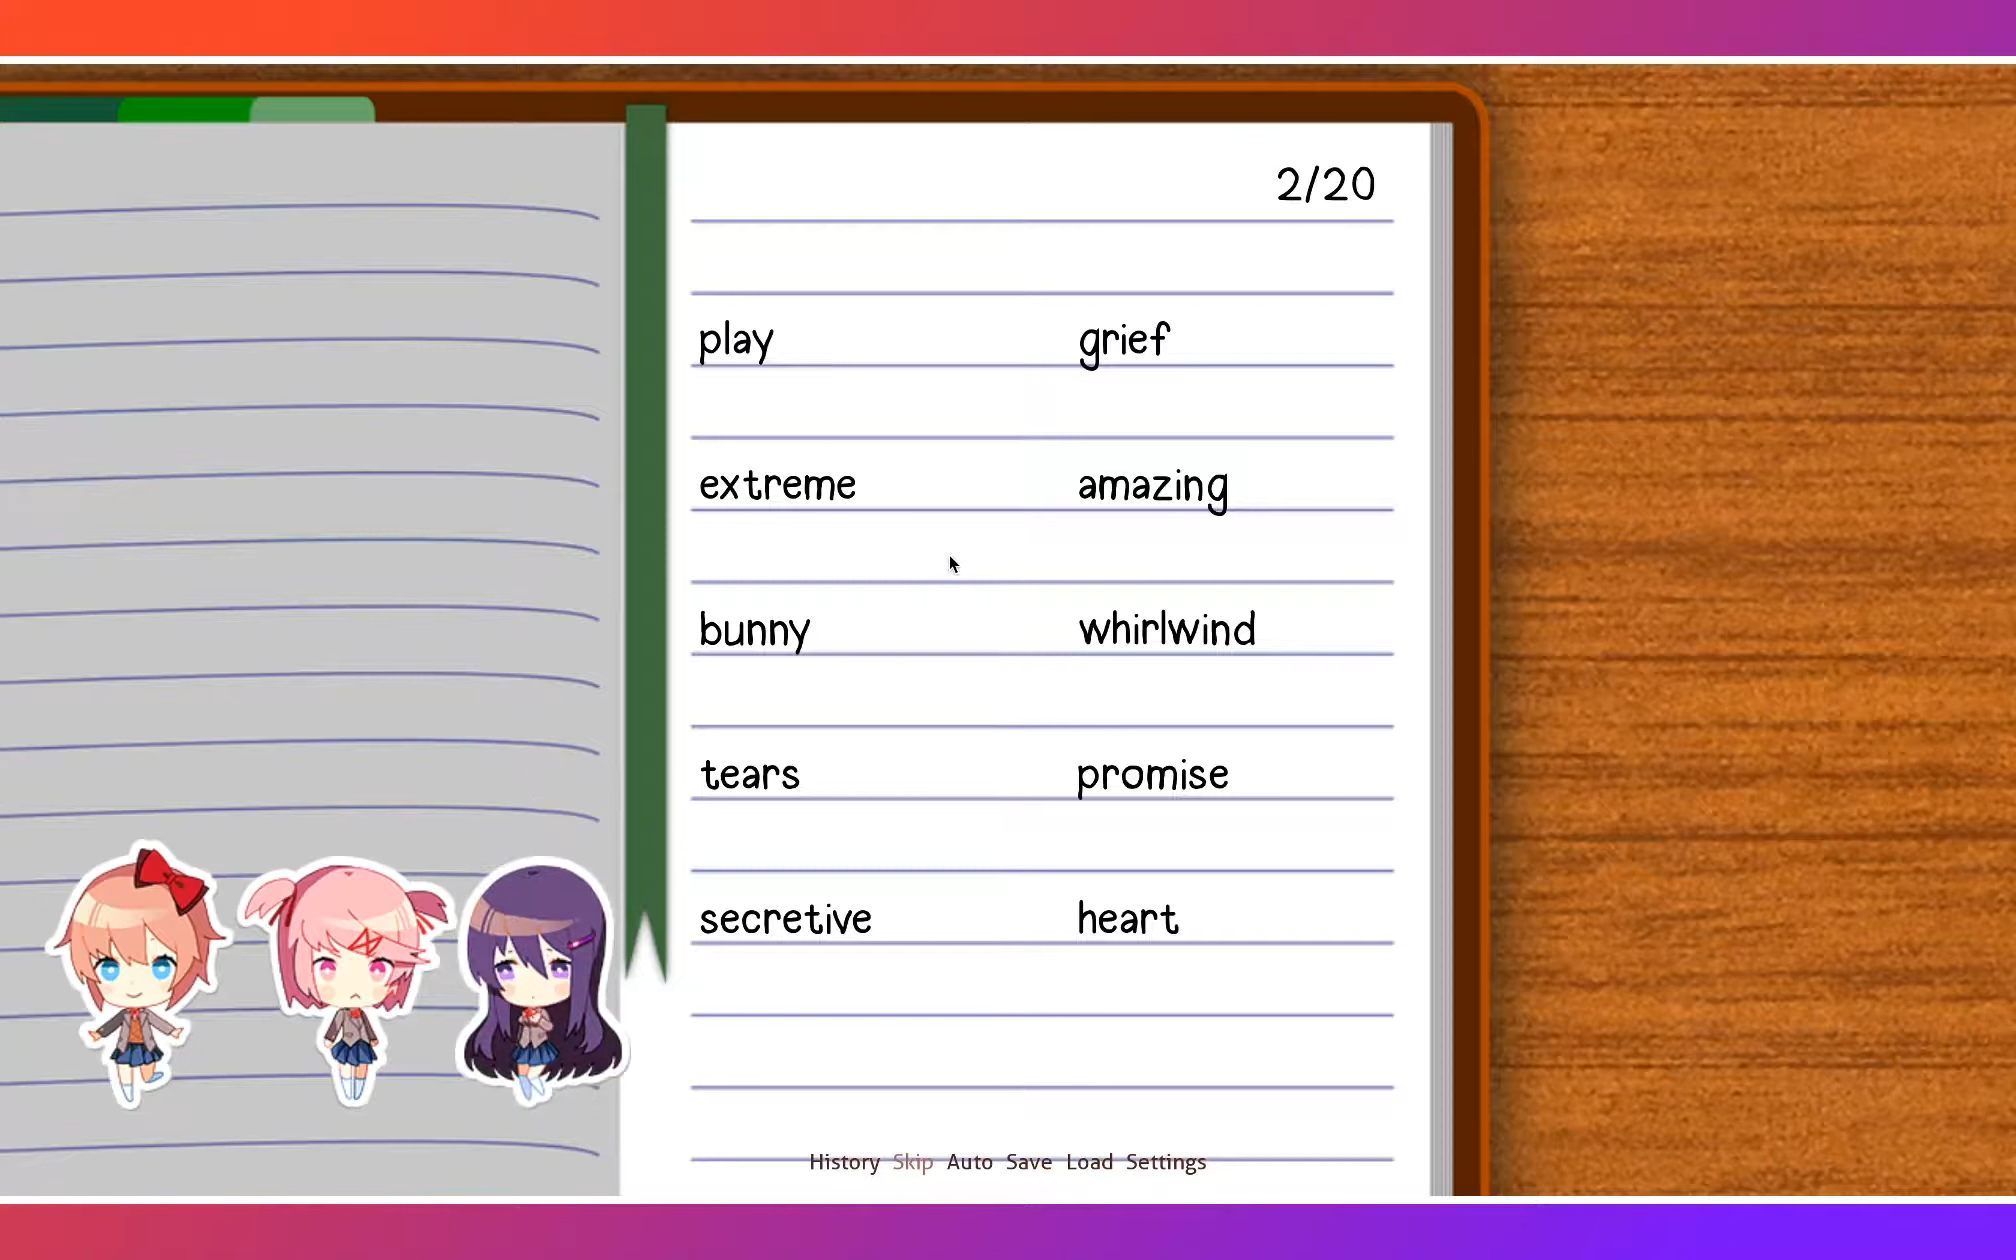 2/20
play grief
extreme amazing
bunny whirlwind
tears promise
secretive heart
History Skip Auto Save Load Settings